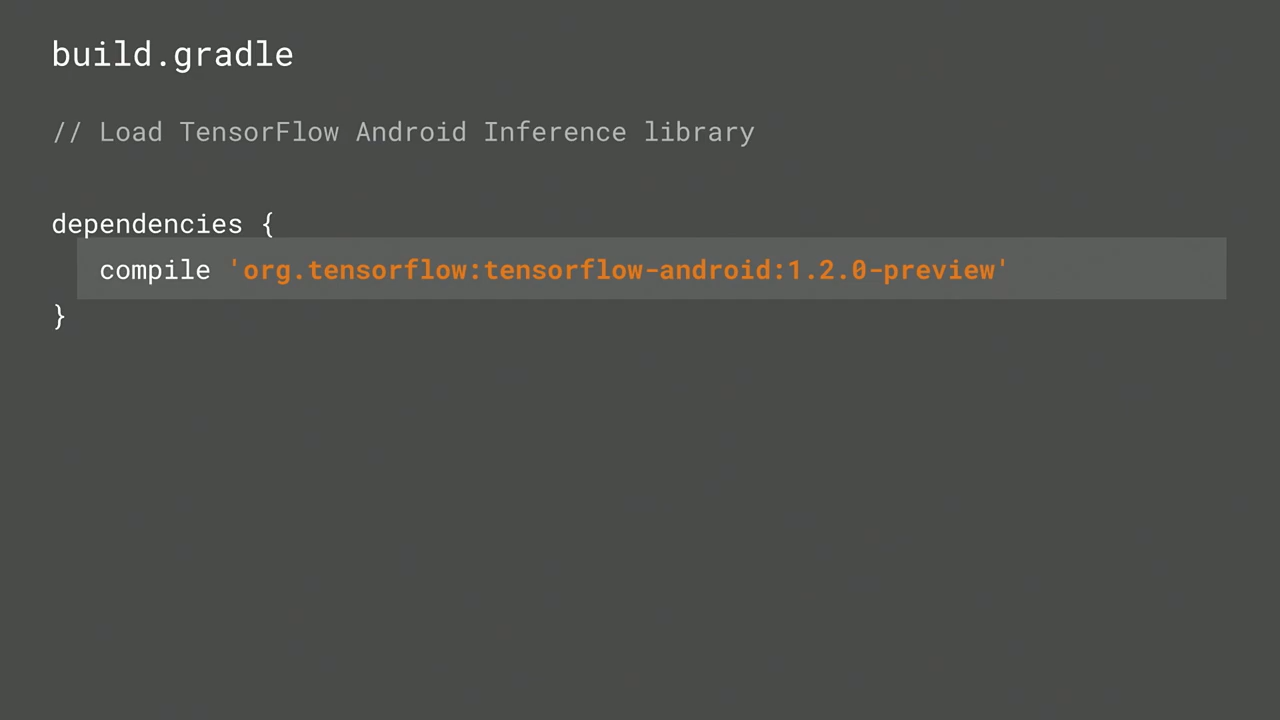 build.gradle
// Load TensorFlow Android Inference library
dependencies {
compile 'org.tensorflow:tensorflow-android:1.2.0-preview'
}